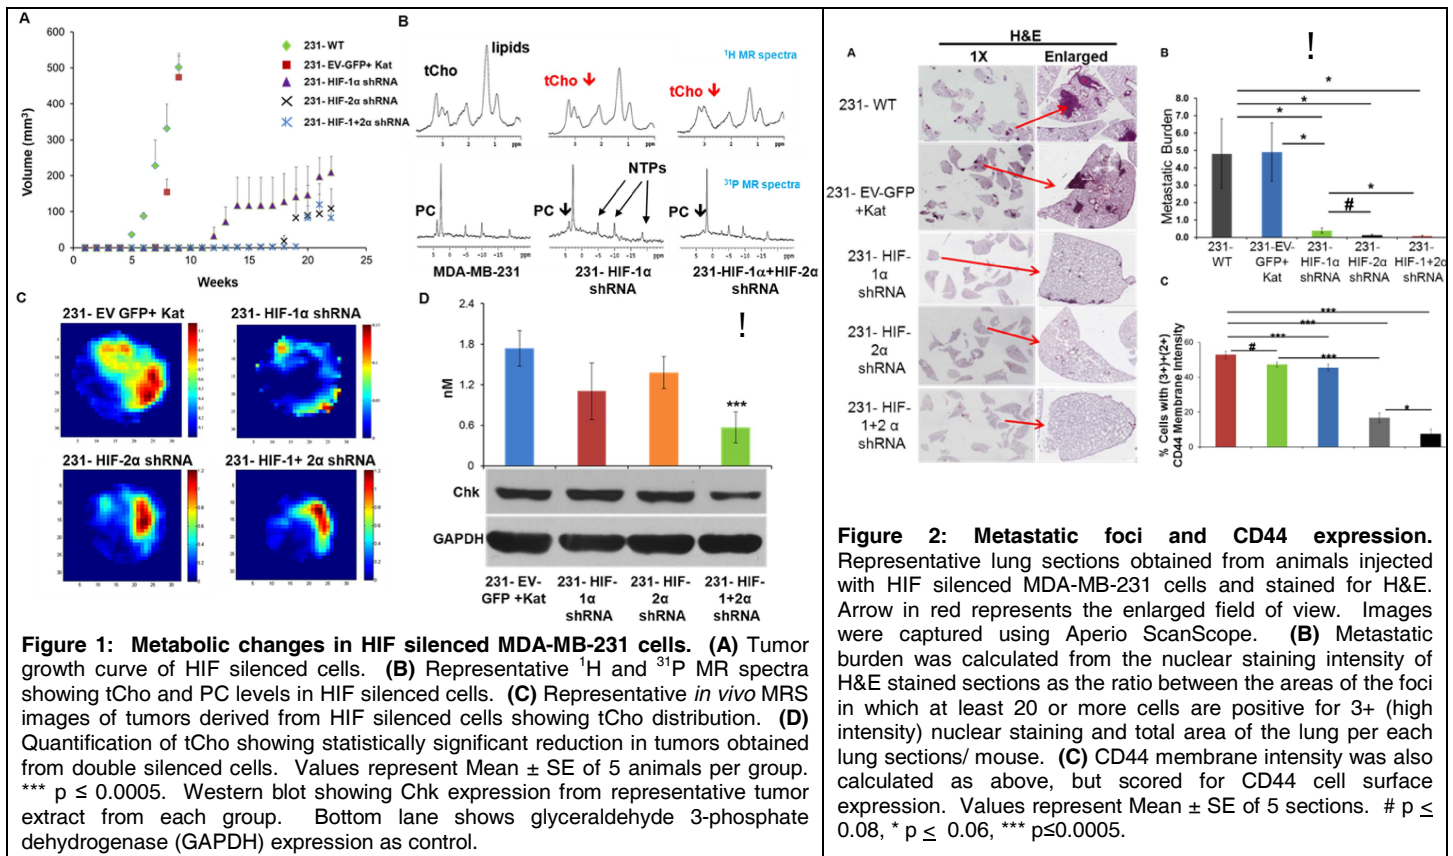 A
600
500
400
300
200
100
0
Volume (mm³)
0 5 10 15 20 25
Weeks
231- WT
231- EV-GFP+ Kat
231- HIF-1α shRNA
231- HIF-2α shRNA
231- HIF-1+2α shRNA
B
lipids
tCho
tCho
tCho
¹H MR spectra
3 2 1 ppm
3 2 1 ppm
3 2 1 ppm
NTPs
³¹P MR spectra
PC
PC
PC
MDA-MB-231
231- HIF-1α
shRNA
231-HIF-1α+HIF-2α
shRNA
C
231- EV GFP+ Kat
231- HIF-1α shRNA
231- HIF-2α shRNA
231- HIF-1+ 2α shRNA
D
!
2.4
1.8
1.2
0.6
0
nM
***
Chk
GAPDH
231- EV-
GFP +Kat
231- HIF-
1α
shRNA
231- HIF-
2α
shRNA
231- HIF-
1+2α
shRNA
Figure 1: Metabolic changes in HIF silenced MDA-MB-231 cells. (A) Tumor
growth curve of HIF silenced cells. (B) Representative ¹H and ³¹P MR spectra
showing tCho and PC levels in HIF silenced cells. (C) Representative in vivo MRS
images of tumors derived from HIF silenced cells showing tCho distribution. (D)
Quantification of tCho showing statistically significant reduction in tumors obtained
from double silenced cells. Values represent Mean ± SE of 5 animals per group.
*** p ≤ 0.0005. Western blot showing Chk expression from representative tumor
extract from each group. Bottom lane shows glyceraldehyde 3-phosphate
dehydrogenase (GAPDH) expression as control.
A
H&E
1X Enlarged
231- WT
231- EV-GFP
+Kat
231- HIF-
1α
shRNA
231- HIF-
2α
shRNA
231- HIF-
1+2 α
shRNA
B
!
*
*
*
*
*
#
8.0
7.0
6.0
5.0
4.0
3.0
2.0
1.0
0.0
Metastatic Burden
231-
WT
231-EV-
GFP+
Kat
231-
HIF-1α
shRNA
231-
HIF-2α
shRNA
231-
HIF-1+2α
shRNA
C
***
***
***
***
#
*
60
40
20
0
% Cells with (3+)+(2+)
CD44 Membrane Intensity
Figure 2: Metastatic foci and CD44 expression.
Representative lung sections obtained from animals injected
with HIF silenced MDA-MB-231 cells and stained for H&E.
Arrow in red represents the enlarged field of view. Images
were captured using Aperio ScanScope. (B) Metastatic
burden was calculated from the nuclear staining intensity of
H&E stained sections as the ratio between the areas of the foci
in which at least 20 or more cells are positive for 3+ (high
intensity) nuclear staining and total area of the lung per each
lung sections/ mouse. (C) CD44 membrane intensity was also
calculated as above, but scored for CD44 cell surface
expression. Values represent Mean ± SE of 5 sections. # p ≤
0.08, * p ≤ 0.06, *** p≤0.0005.